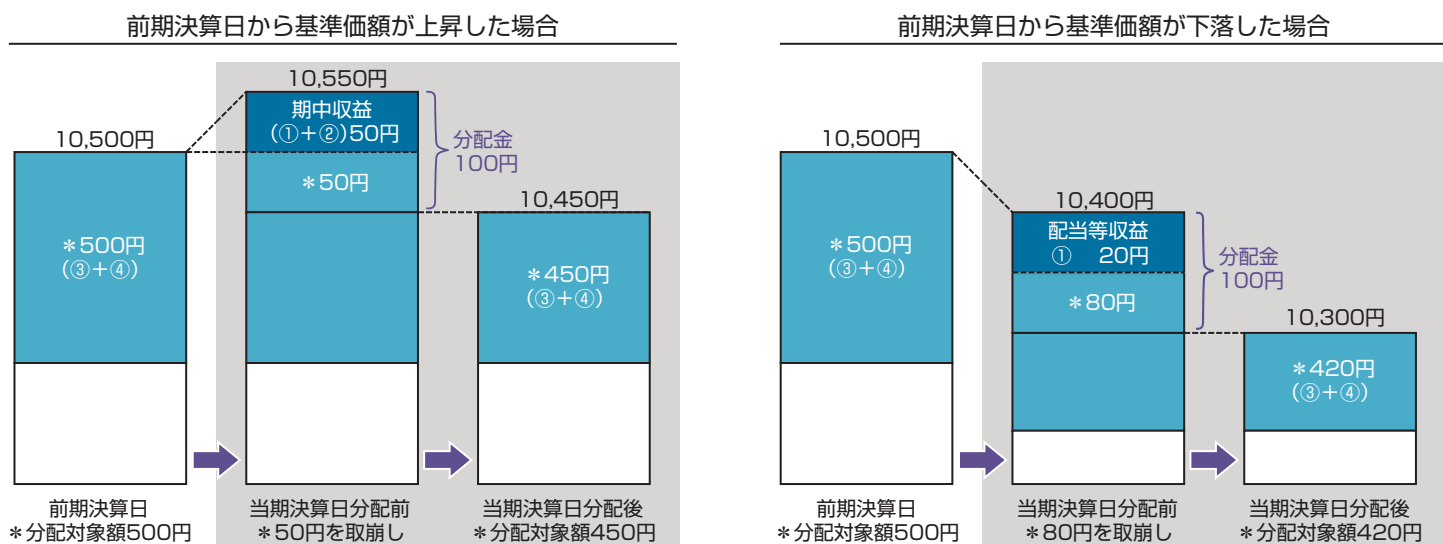 前期決算日から基準価額が上昇した場合
10,500円
＊500円
(③＋④)
10,550円
期中収益
(①＋②)50円
＊50円
分配金
100円
10,450円
＊450円
(③＋④)
前期決算日
＊分配対象額500円
当期決算日分配前
＊50円を取崩し
当期決算日分配後
＊分配対象額450円
前期決算日から基準価額が下落した場合
10,500円
＊500円
(③＋④)
10,400円
配当等収益
① 20円
＊80円
分配金
100円
10,300円
＊420円
(③＋④)
前期決算日
＊分配対象額500円
当期決算日分配前
＊80円を取崩し
当期決算日分配後
＊分配対象額420円